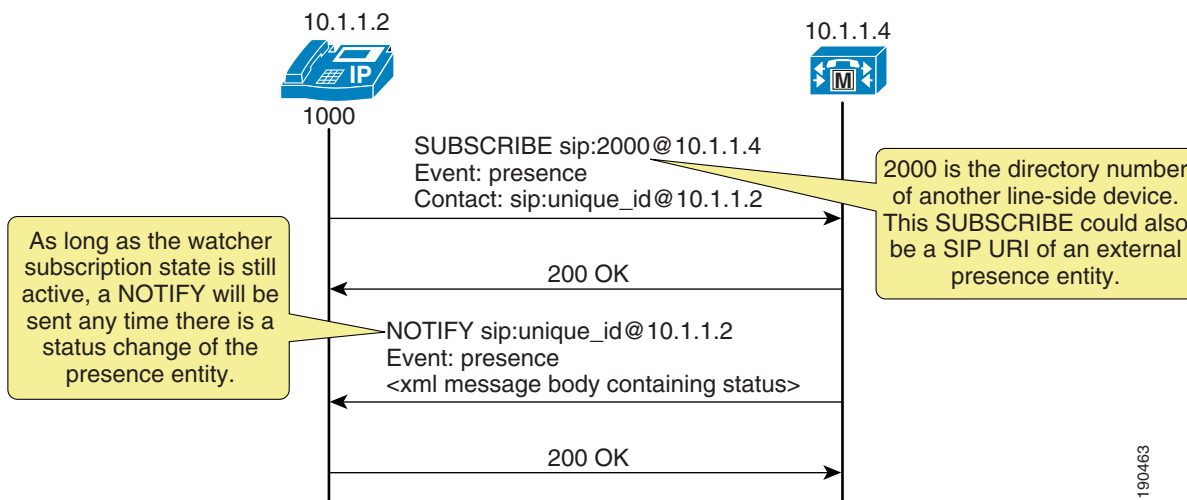 10.1.1.2
10.1.1.4
IP
M
1000
SUBSCRIBE sip:2000@10.1.1.4
Event: presence
Contact: sip:unique_id@10.1.1.2
2000 is the directory number
of another line-side device.
This SUBSCRIBE could also
be a SIP URI of an external
presence entity.
As long as the watcher
subscription state is still
active, a NOTIFY will be
sent any time there is a
status change of the
presence entity.
200 OK
NOTIFY sip:unique_id@10.1.1.2
Event: presence
<xml message body containing status>
200 OK
190463